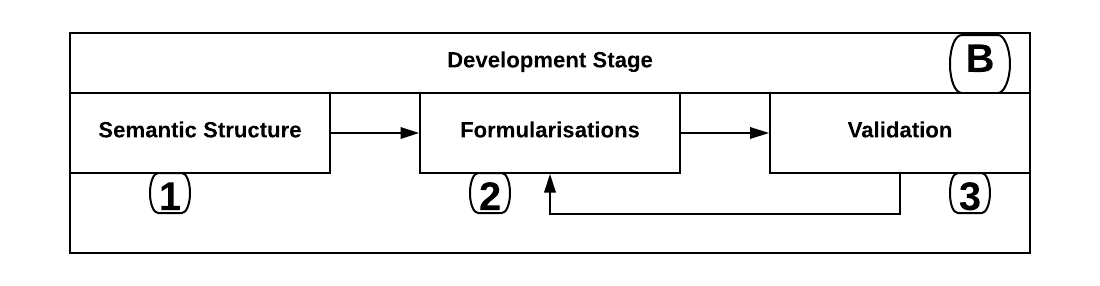 Development Stage
B
Semantic Structure
Formularisations
Validation
1
2
3